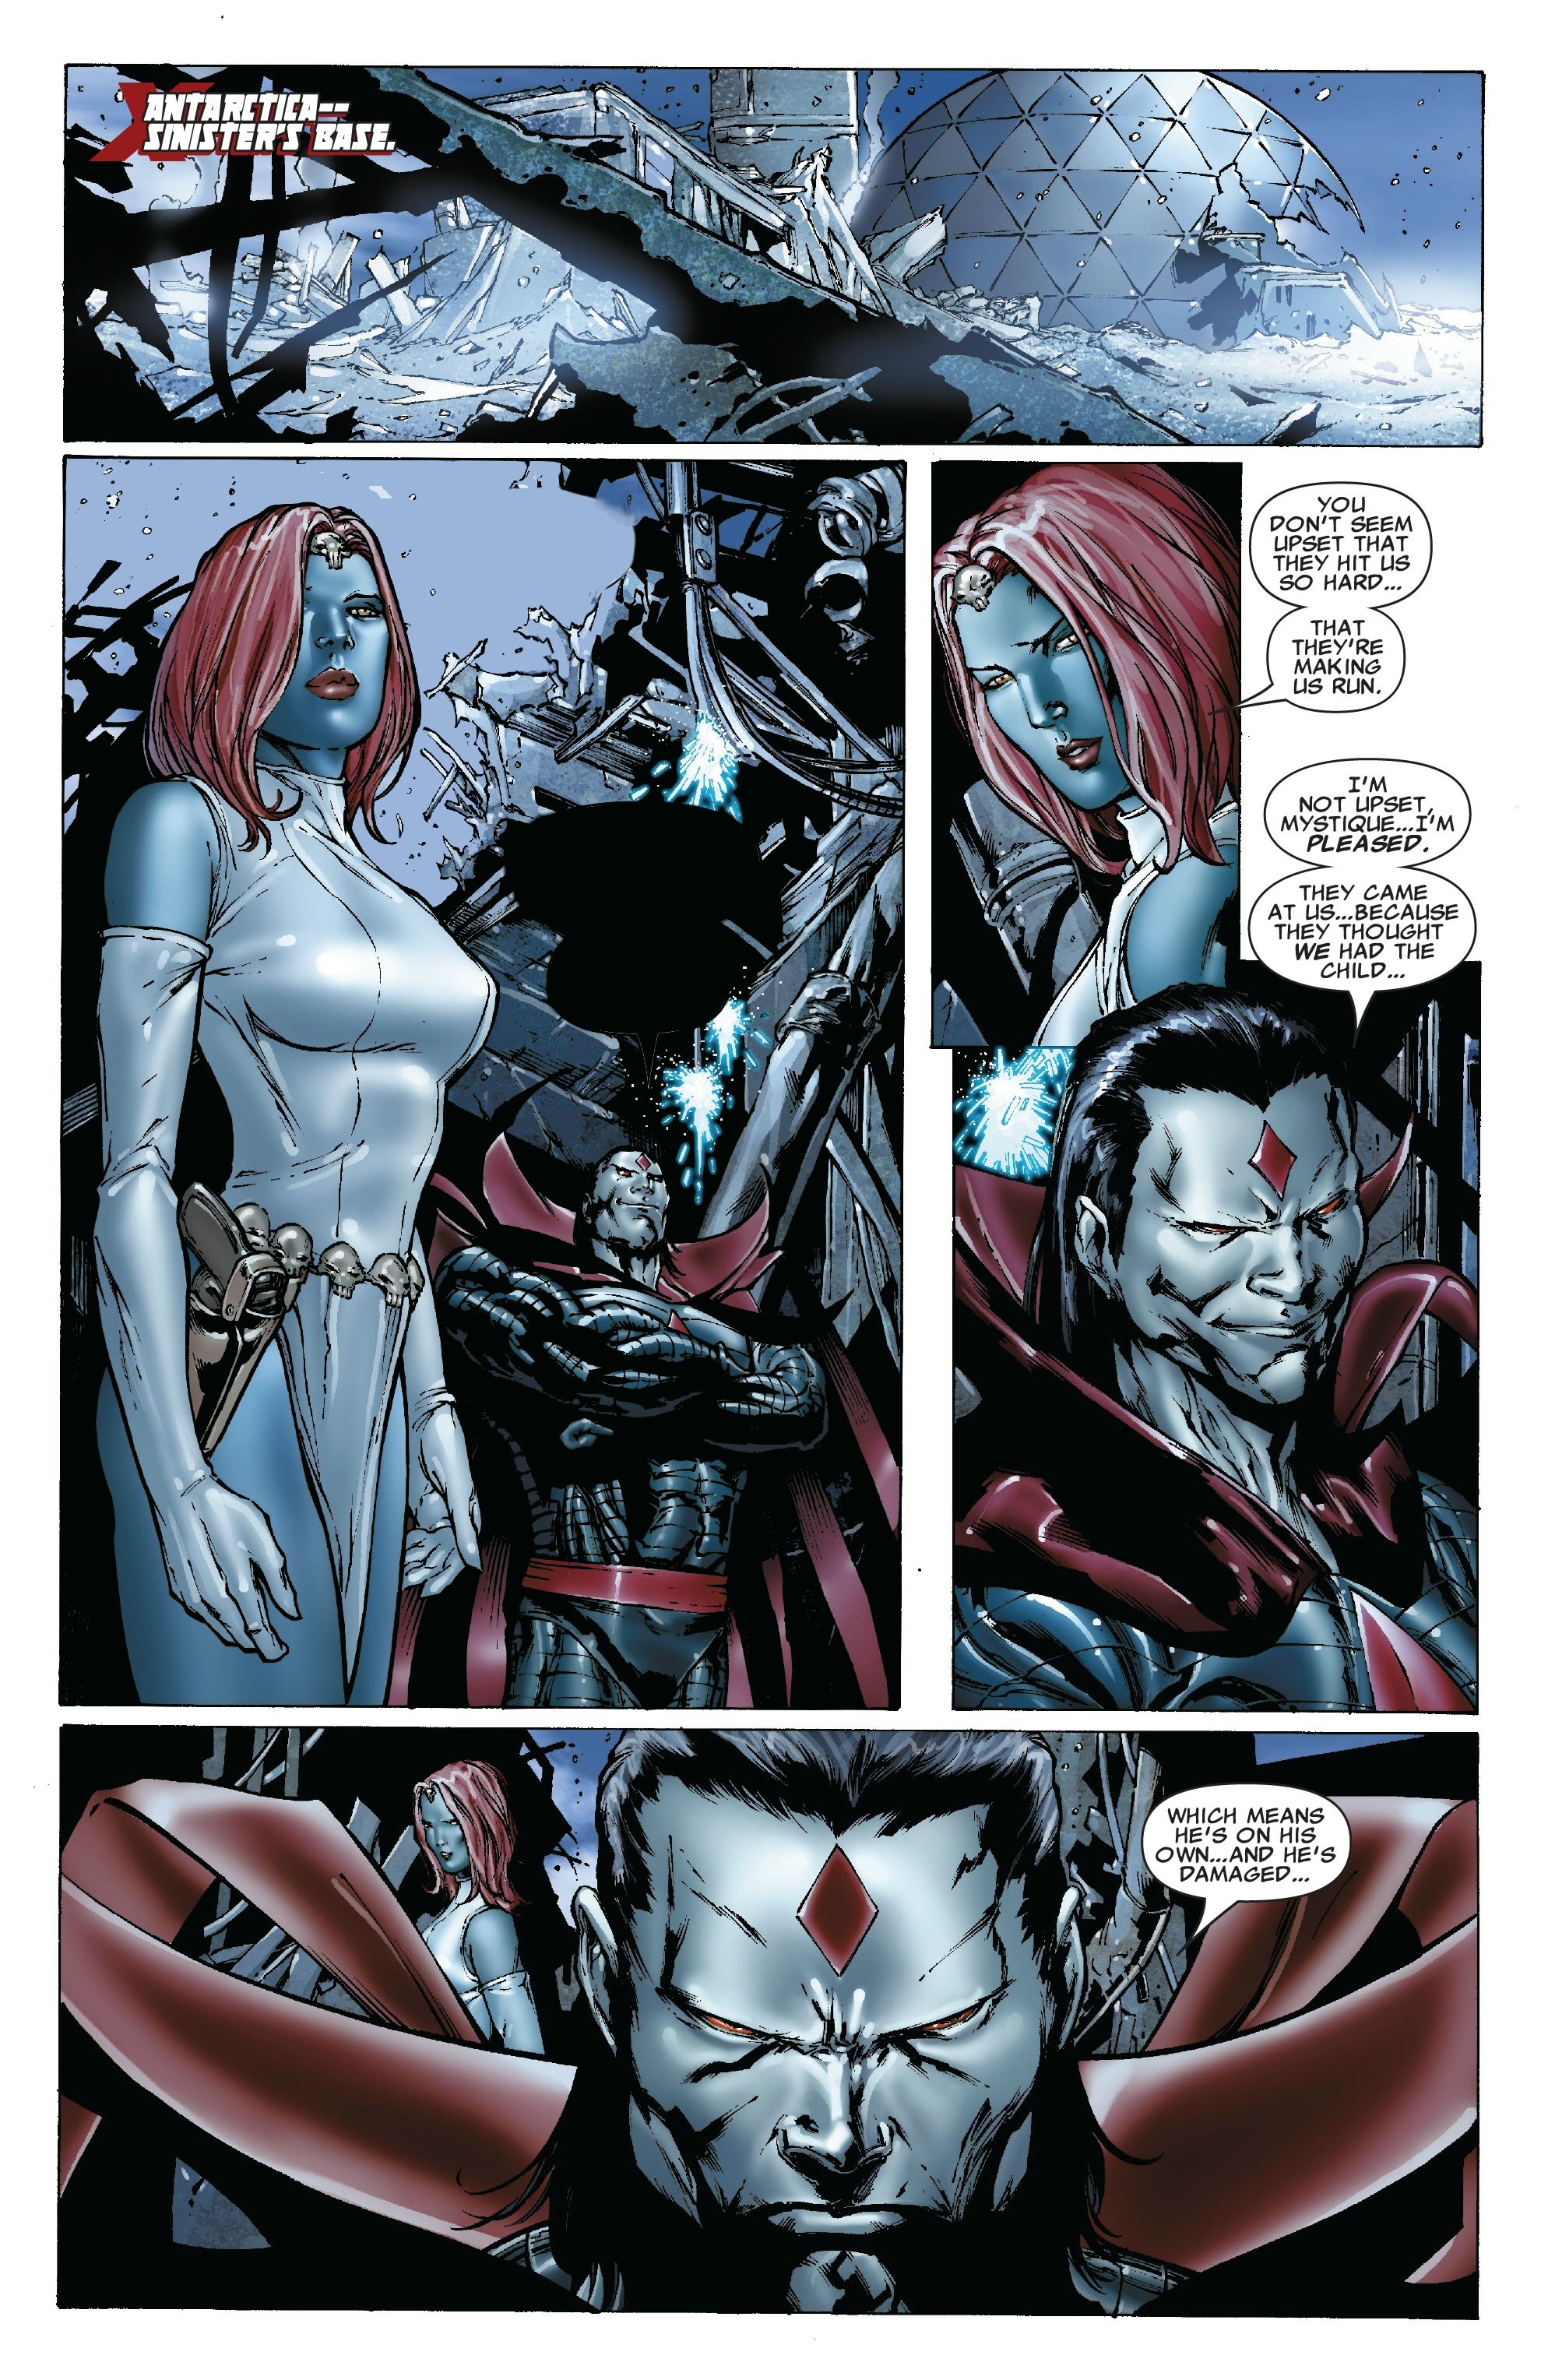 ANTARCTICA--
SINISTER'S BASE.
YOU
DON'T SEEM
UPSET THAT
THEY HIT US
SO HARD...
THAT
THEY'RE
MAKING
US RUN.
I'M
NOT UPSET,
MYSTIQUE...I'M
PLEASED.
THEY CAME
AT US...BECAUSE
THEY THOUGHT
WE HAD THE
CHILD...
WHICH MEANS
HE'S ON HIS
OWN...AND HE'S
DAMAGED...